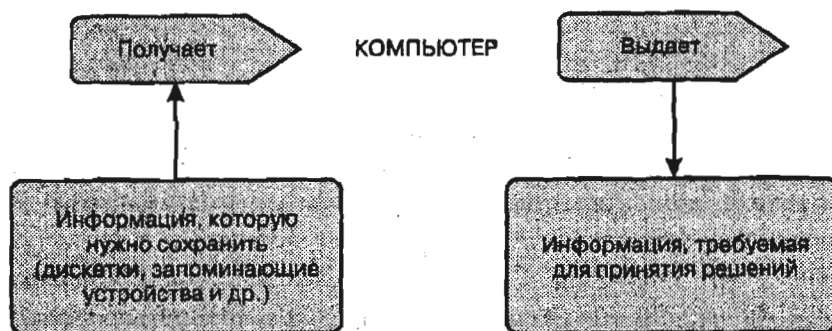 Получает
КОМПЬЮТЕР
Выдает
Информация, которую
нужно сохранить
(дискетки, запоминающие
устройства и др.)
Информация, требуемая
для принятия решений